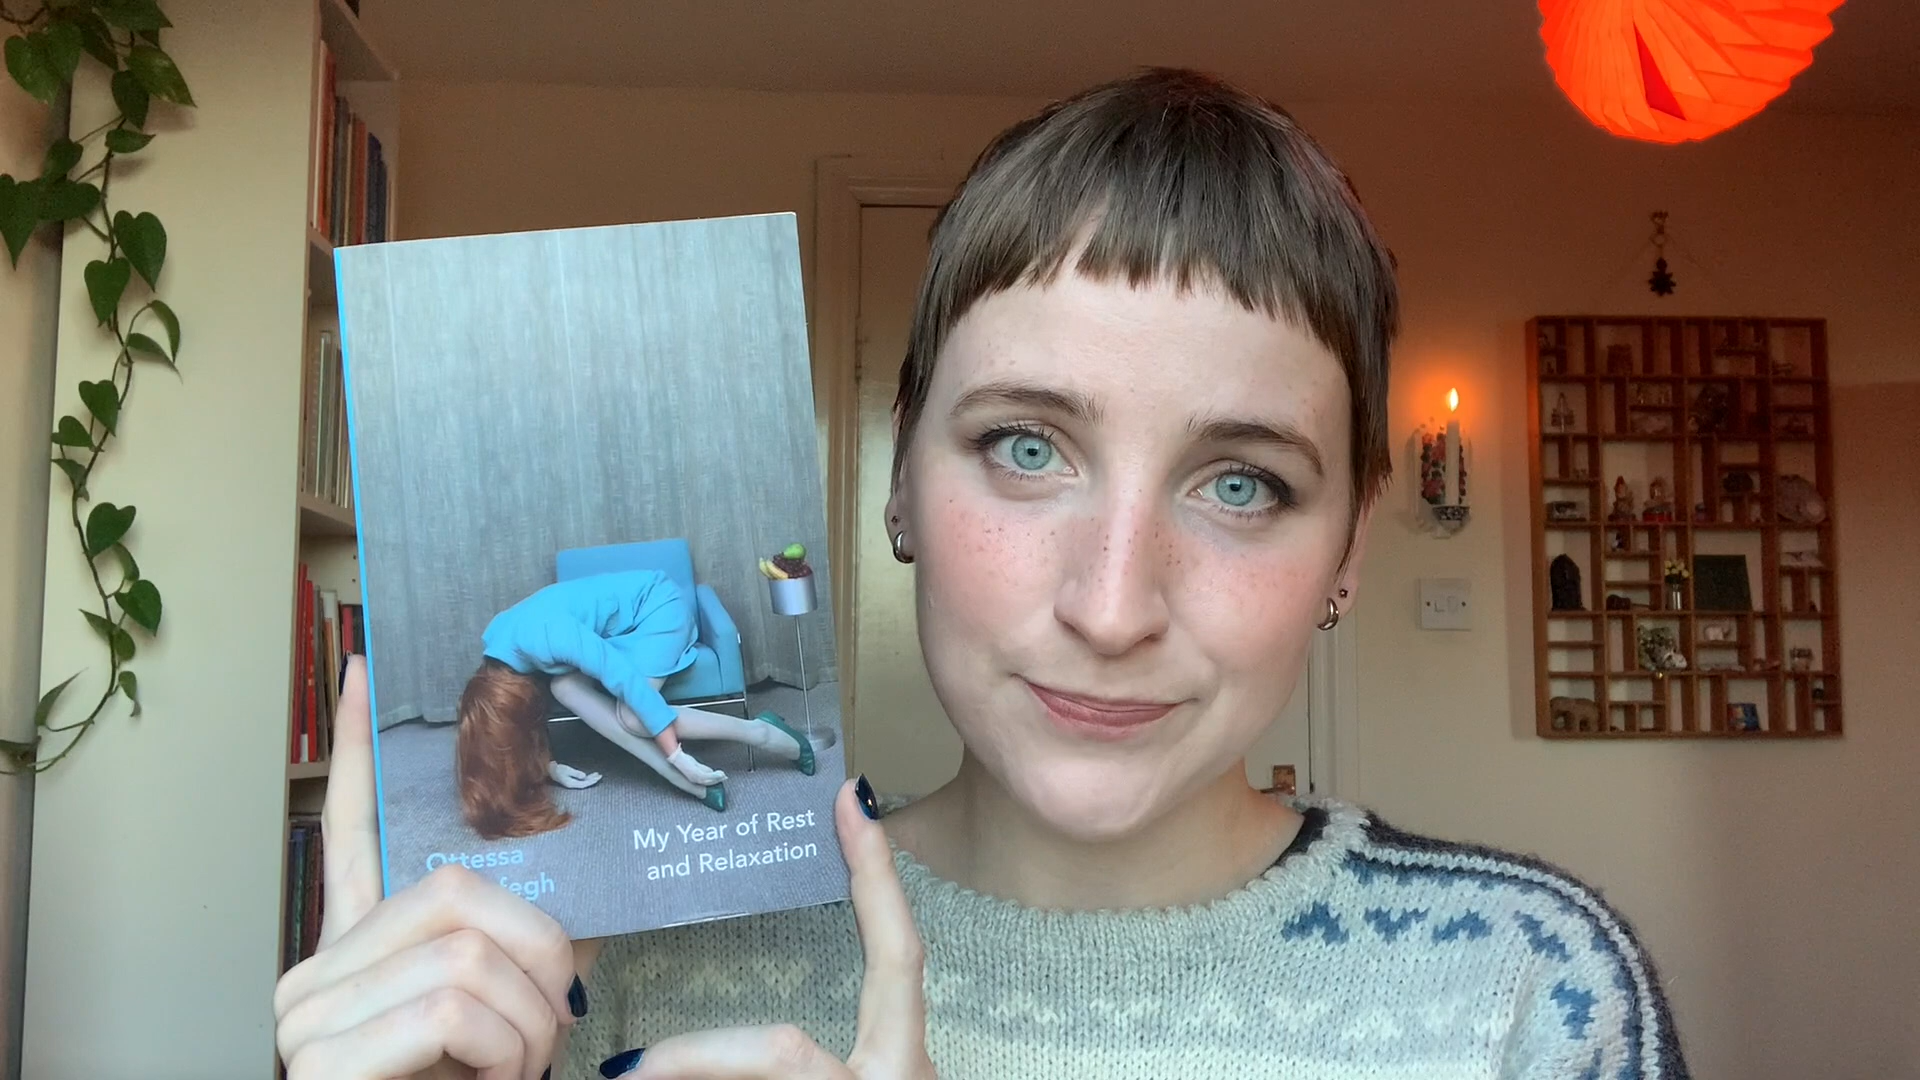 My Year of Rest
and Relaxation
Ottessa